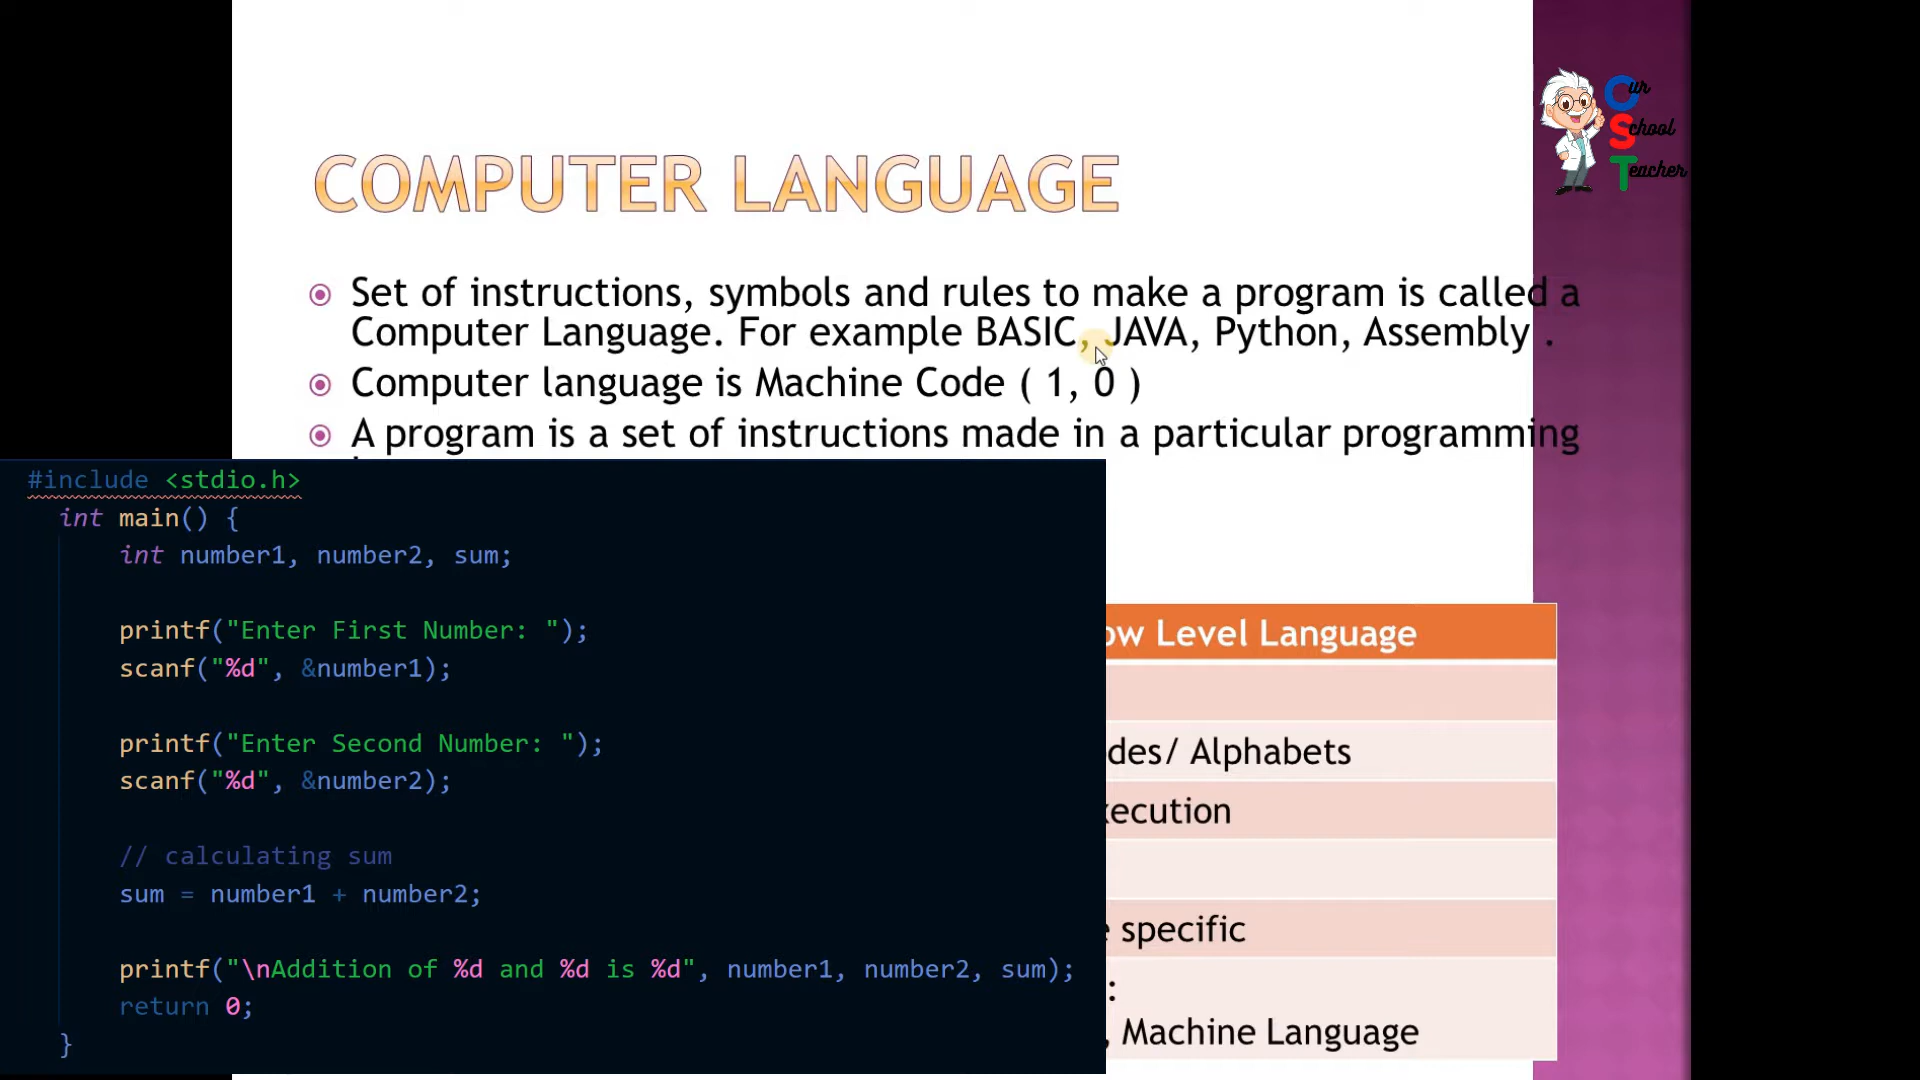 Our
School
Teacher
COMPUTER LANGUAGE
Set of instructions, symbols and rules to make a program is called a
Computer Language. For example BASIC, JAVA, Python, Assembly .
Computer language is Machine Code ( 1, 0 )
A program is a set of instructions made in a particular programming
#include <stdio.h>
int main() {
int number1, number2, sum;
printf("Enter First Number: ");
scanf("%d", &number1);
printf("Enter Second Number: ");
scanf("%d", &number2);
// calculating sum
sum = number1 + number2;
printf("\nAddition of %d and %d is %d", number1, number2, sum);
return 0;
}
ow Level Language
des/ Alphabets
ecution
specific
:
, Machine Language